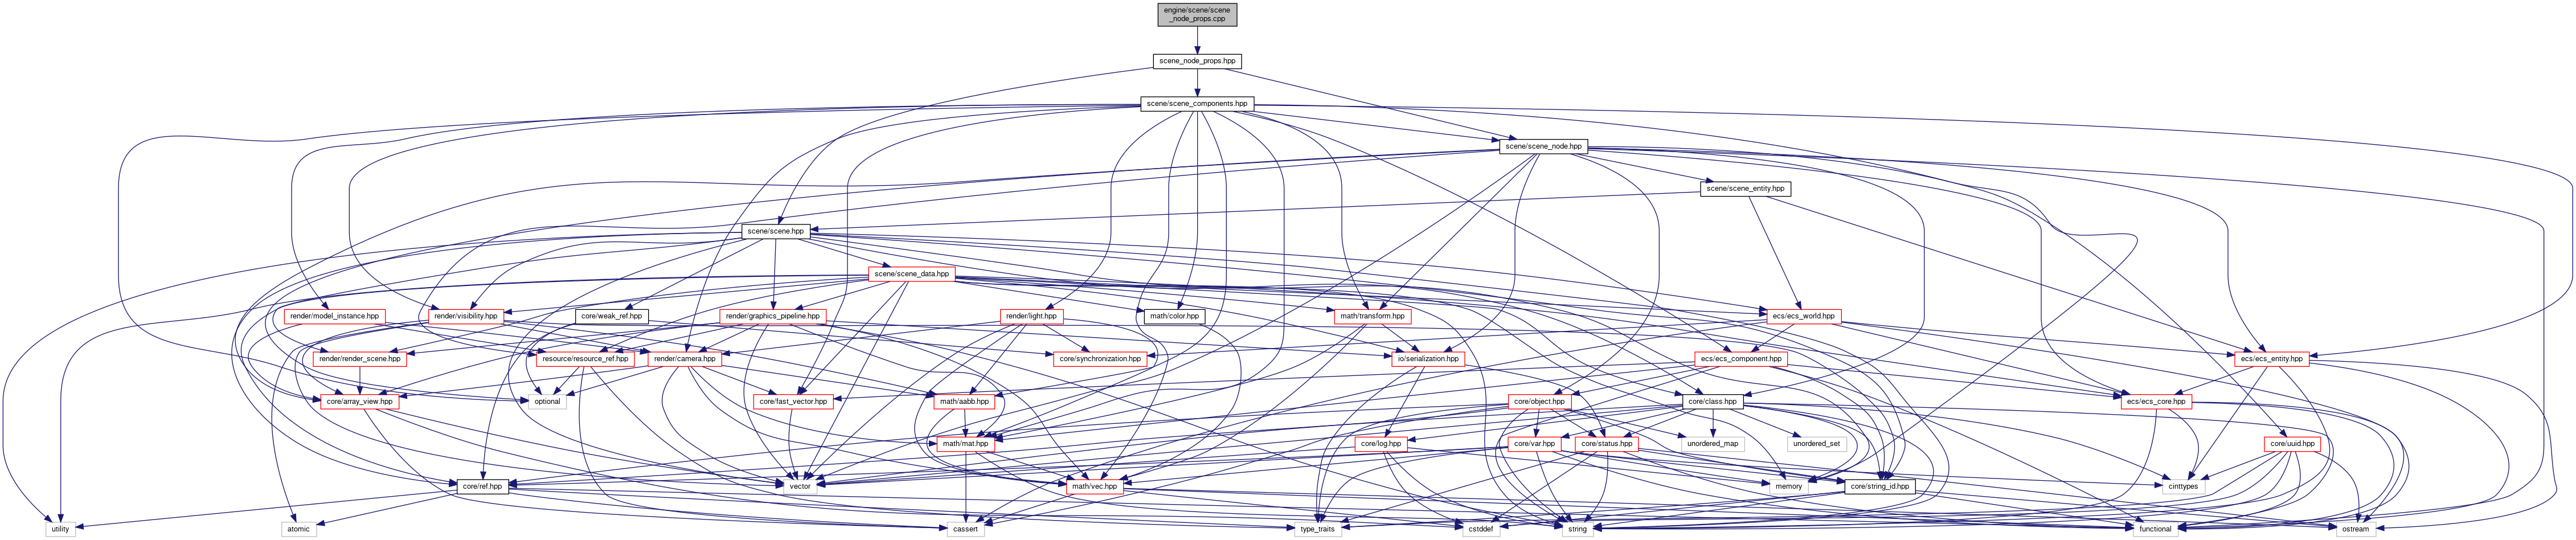 engine/scene/scene
_node_props.cpp
scene_node_props.hpp
scene/scene_components.hpp
scene/scene_node.hpp
scene/scene_entity.hpp
scene/scene.hpp
scene/scene_data.hpp
render/model_instance.hpp
render/visibility.hpp
core/weak_ref.hpp
render/graphics_pipeline.hpp
render/light.hpp
math/color.hpp
math/transform.hpp
ecs/ecs_world.hpp
render/render_scene.hpp
resource/resource_ref.hpp
render/camera.hpp
core/synchronization.hpp
io/serialization.hpp
ecs/ecs_component.hpp
ecs/ecs_entity.hpp
core/array_view.hpp
optional
core/fast_vector.hpp
math/aabb.hpp
core/object.hpp
core/class.hpp
ecs/ecs_core.hpp
math/mat.hpp
core/log.hpp
core/var.hpp
core/status.hpp
unordered_map
unordered_set
core/uuid.hpp
core/ref.hpp
vector
math/vec.hpp
memory
core/string_id.hpp
cinttypes
utility
atomic
cassert
type_traits
cstddef
string
functional
ostream